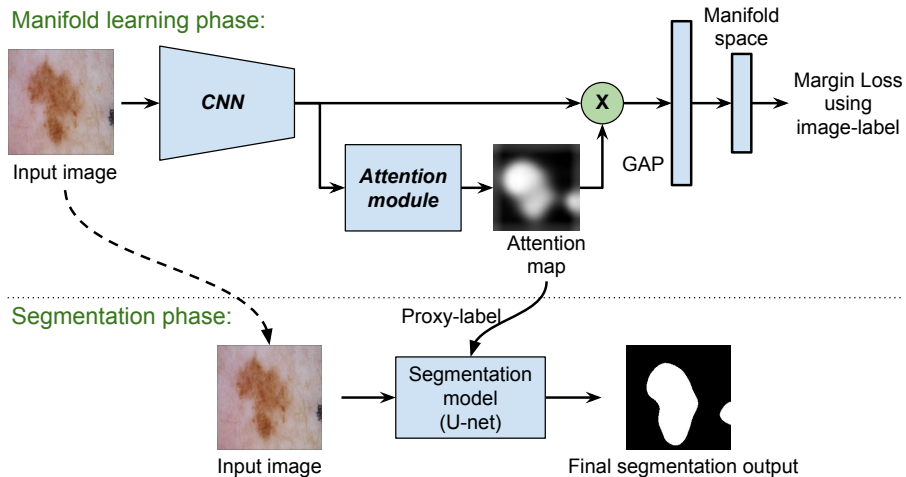 Manifold learning phase:
Manifold
space
CNN
X
Margin Loss
using
image-label
Input image
Attention
module
GAP
Attention
map
Segmentation phase:
Proxy-label
Segmentation
model
(U-net)
Input image
Final segmentation output